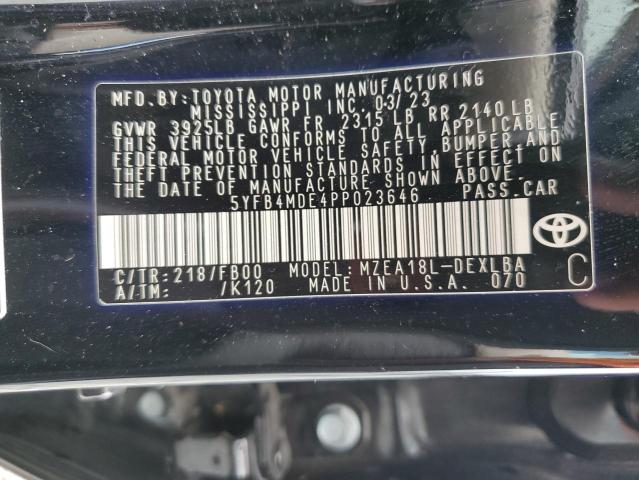 MFD. BY: TOYOTA MOTOR MANUFACTURING
MISSISSIPPI INC. 03/23
GVWR 3925LB GAWR FR 2315 LB RR 2140 LB
THIS VEHICLE CONFORMS TO ALL APPLICABLE
FEDERAL MOTOR VEHICLE SAFETY, BUMPER, AND
THEFT PREVENTION STANDARDS IN EFFECT ON
THE DATE OF MANUFACTURE SHOWN ABOVE.
5YFB4MDE4PP023646 PASS. CAR
C/TR: 218/FB00 MODEL: MZEA18L-DEXLBA
A/TM: /K120 MADE IN U.S.A. 070
C